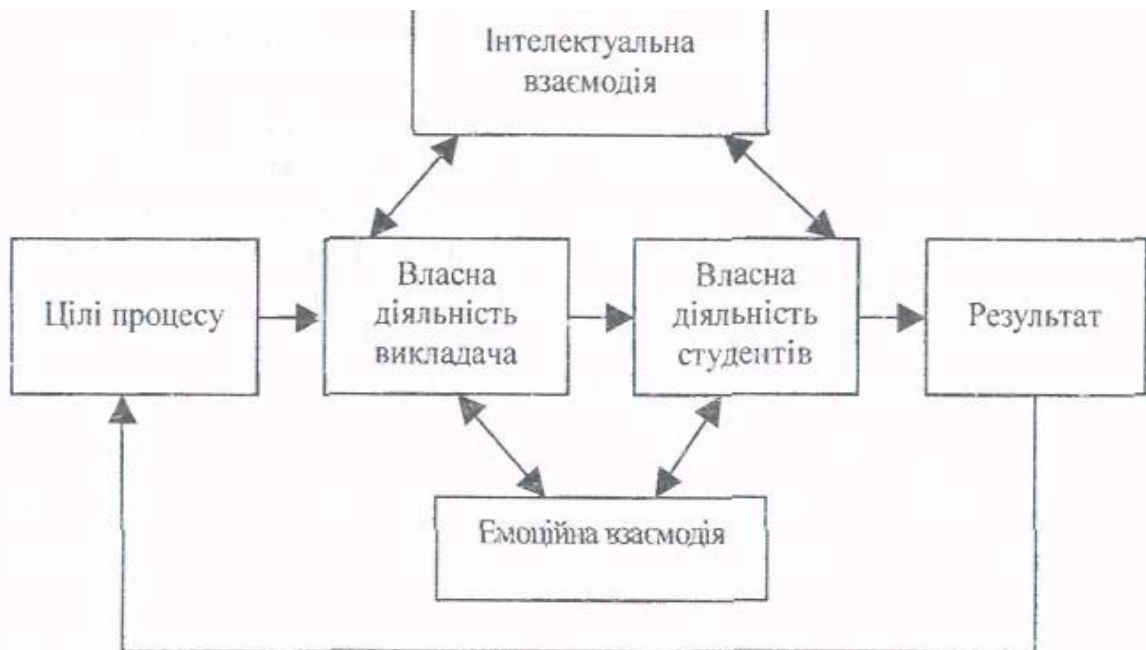 Інтелектуальна
взаємодія
Цілі процесу
Власна
діяльність
викладача
Власна
діяльність
студентів
Результат
Емоційна взаємодія